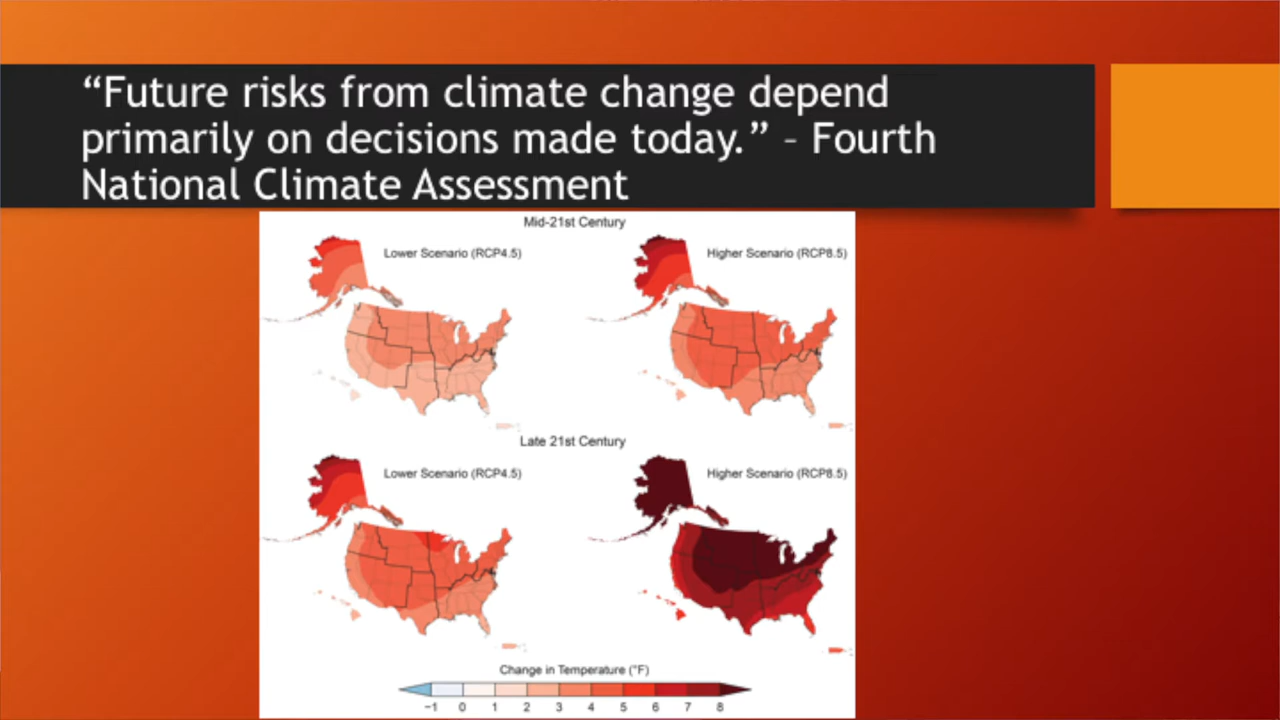 “Future risks from climate change depend
primarily on decisions made today.” – Fourth
National Climate Assessment
Mid-21st Century
Lower Scenario (RCP4.5)
Higher Scenario (RCP8.5)
Late 21st Century
Lower Scenario (RCP4.5)
Higher Scenario (RCP8.5)
Change in Temperature (°F)
−1 0 1 2 3 4 5 6 7 8